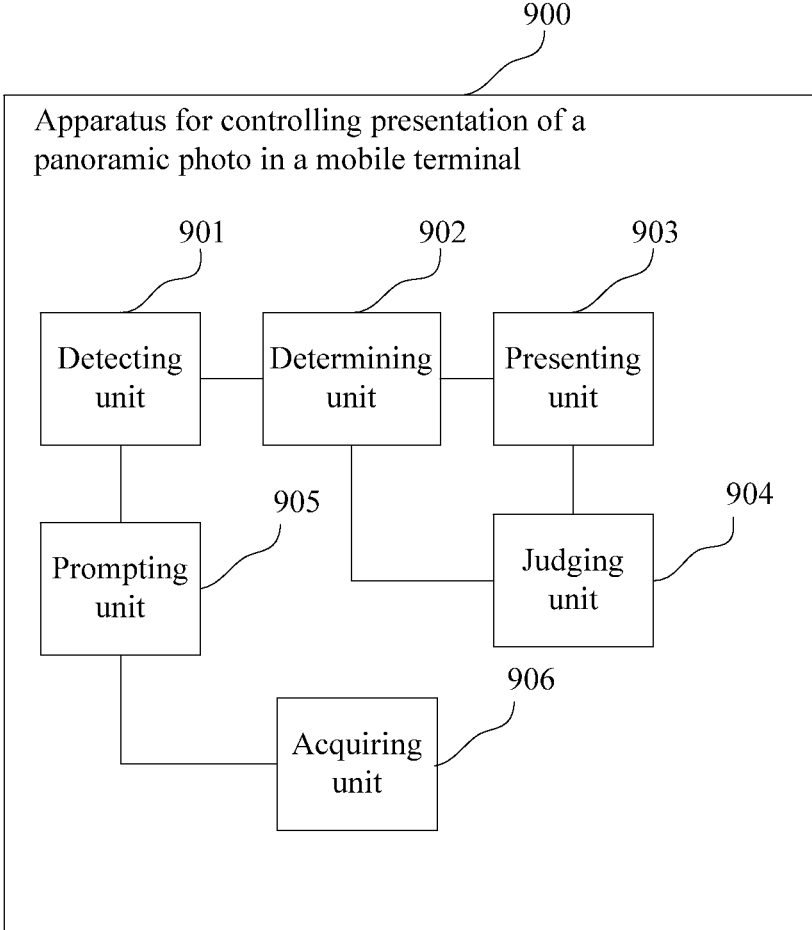 900
Apparatus for controlling presentation of a
panoramic photo in a mobile terminal
901
902
903
Detecting
unit
Determining
unit
Presenting
unit
905
904
Prompting
unit
Judging
unit
906
Acquiring
unit